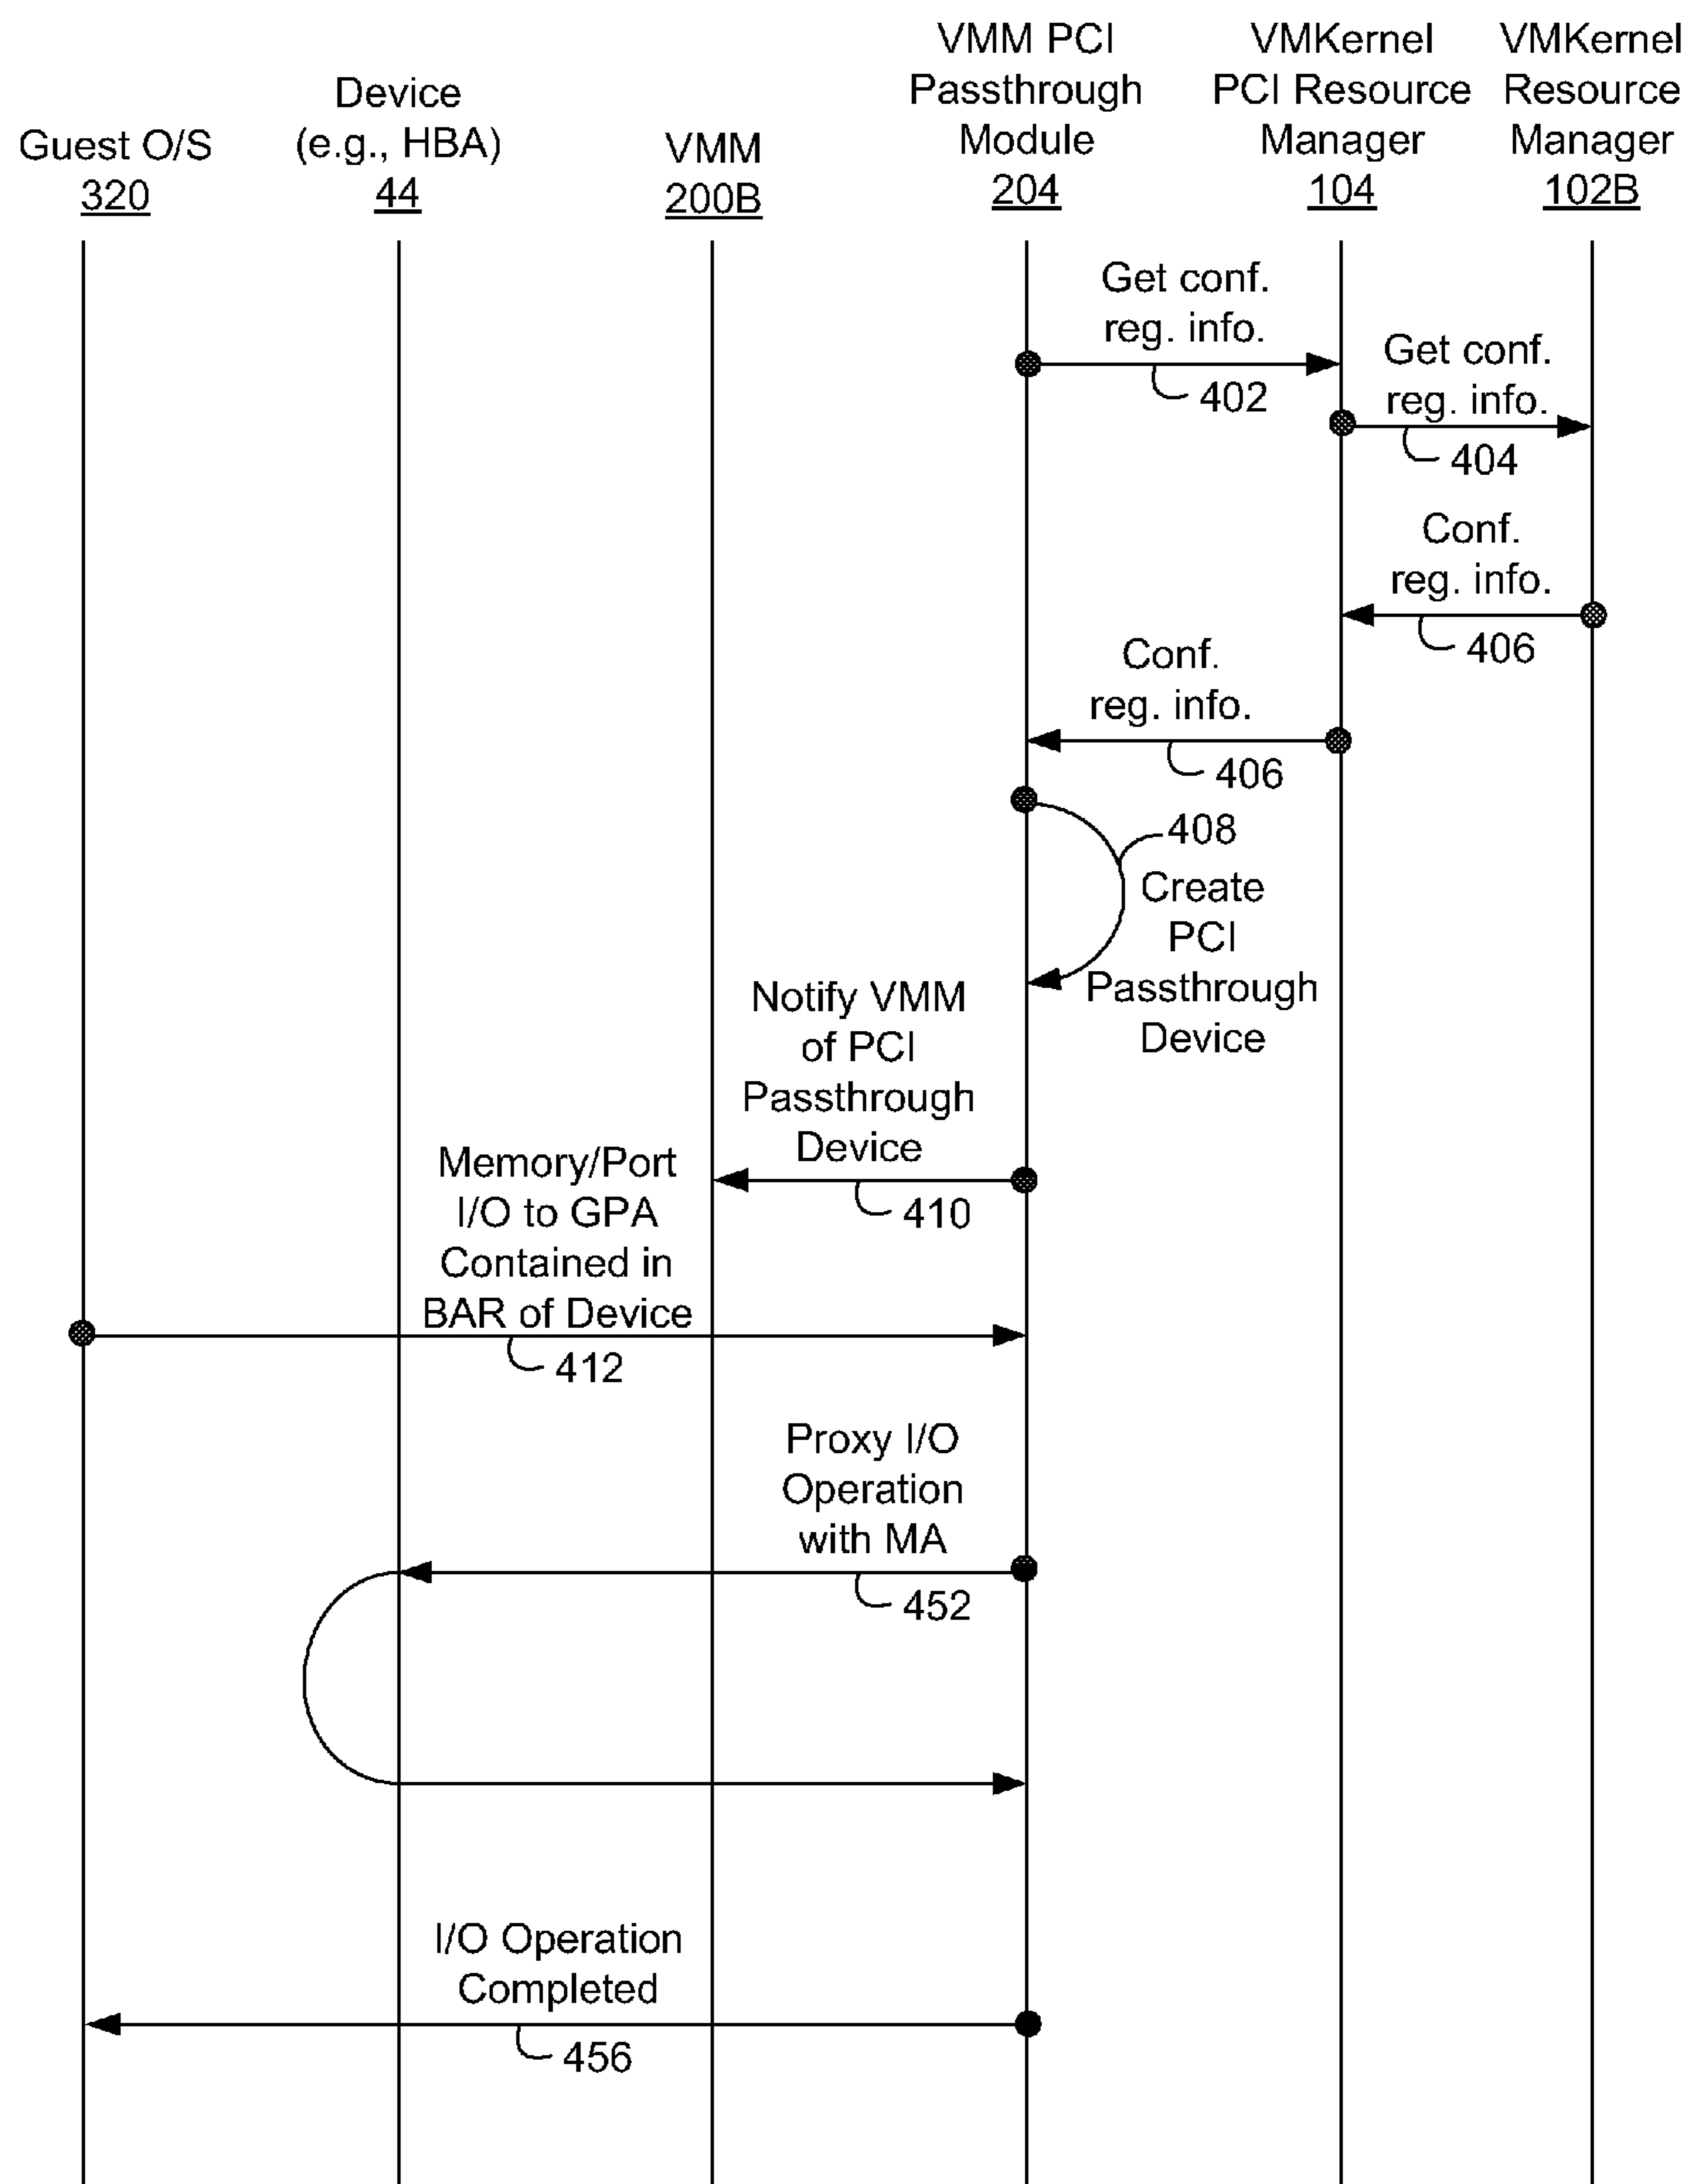 Guest O/S
320
Device
(e.g., HBA)
44
VMM
200B
VMM PCI
Passthrough
Module
204
VMKernel
PCI Resource
Manager
104
VMKernel
Resource
Manager
102B
Get conf.
reg. info.
402
Get conf.
reg. info.
404
Conf.
reg. info.
406
Conf.
reg. info.
406
408
Create
PCI
Passthrough
Device
Notify VMM
of PCI
Passthrough
Device
410
Memory/Port
I/O to GPA
Contained in
BAR of Device
412
Proxy I/O
Operation
with MA
452
I/O Operation
Completed
456